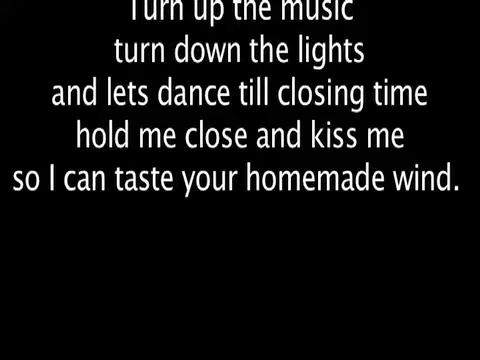 Turn up the music
turn down the lights
and lets dance till closing time
hold me close and kiss me
so I can taste your homemade wind.